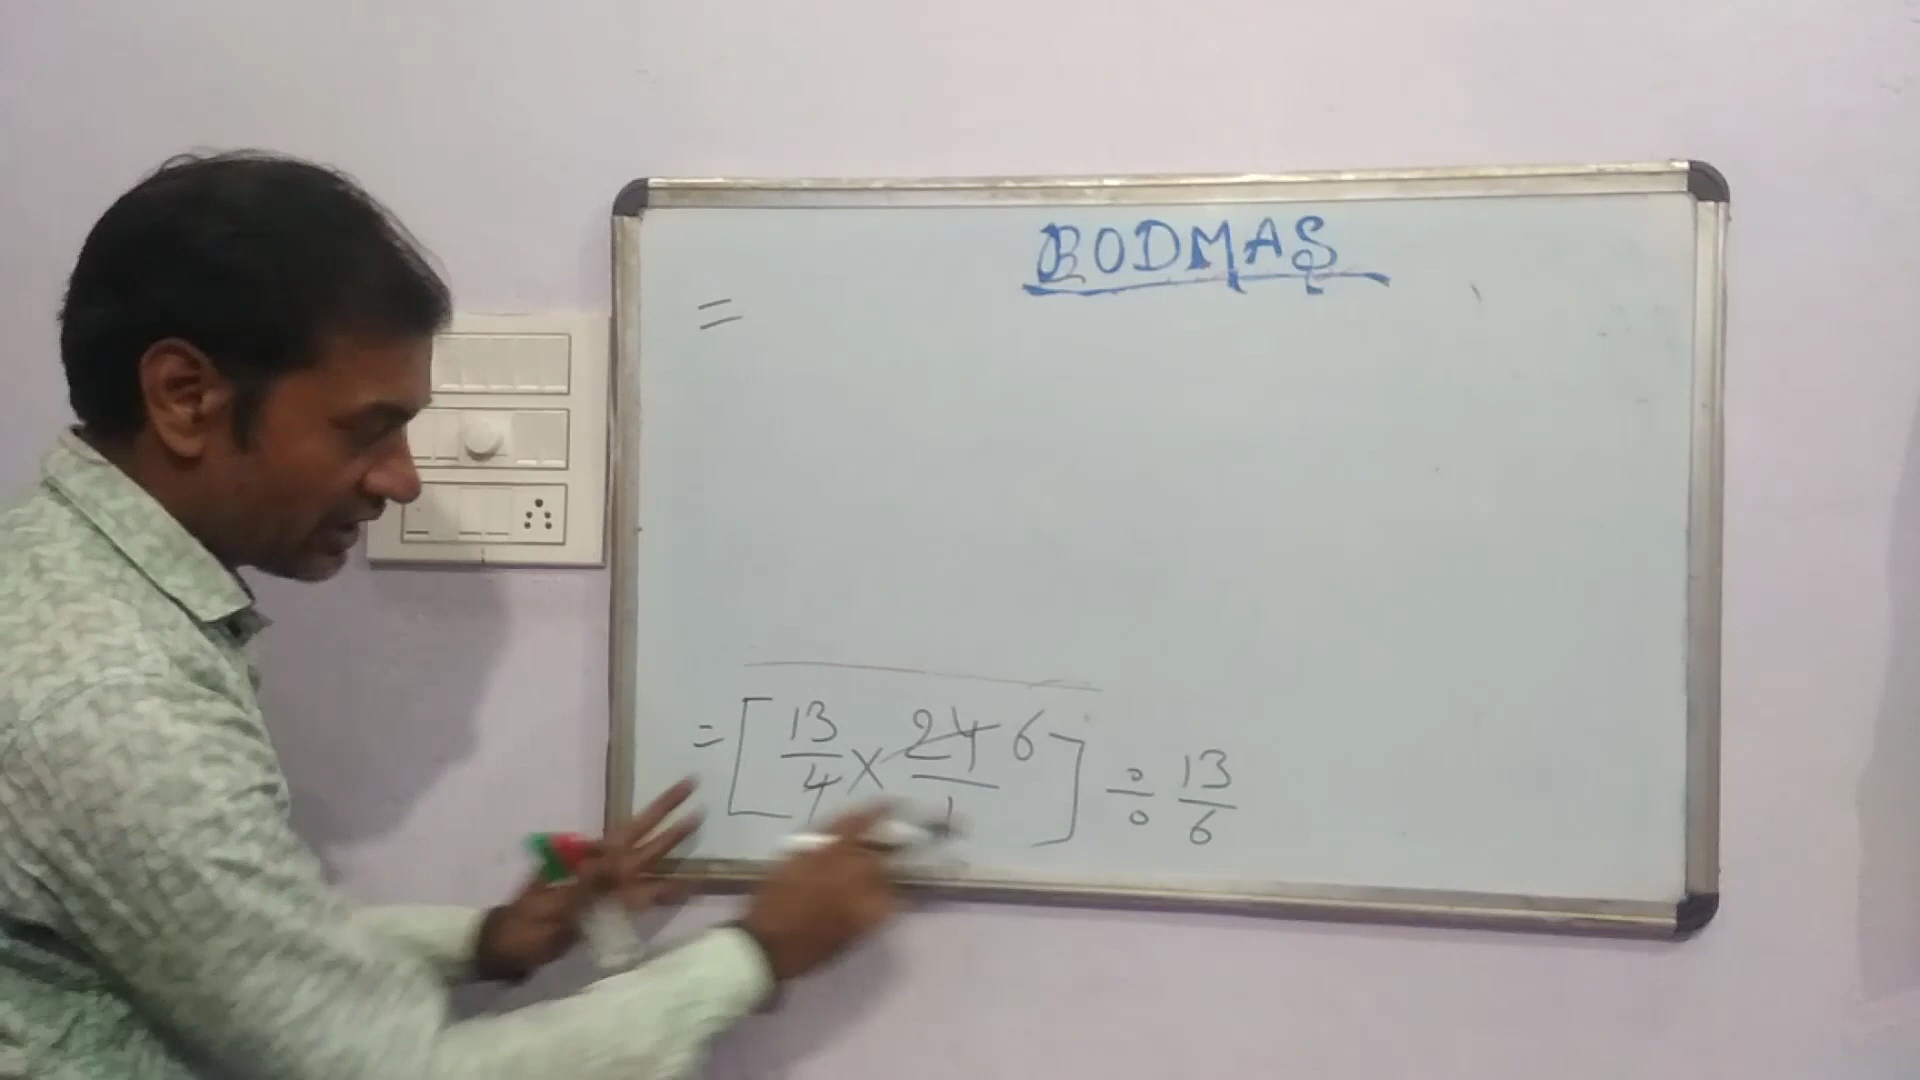 BODMAS
=
= [ 13/4 × 24/1 6 ] ÷ 13/6